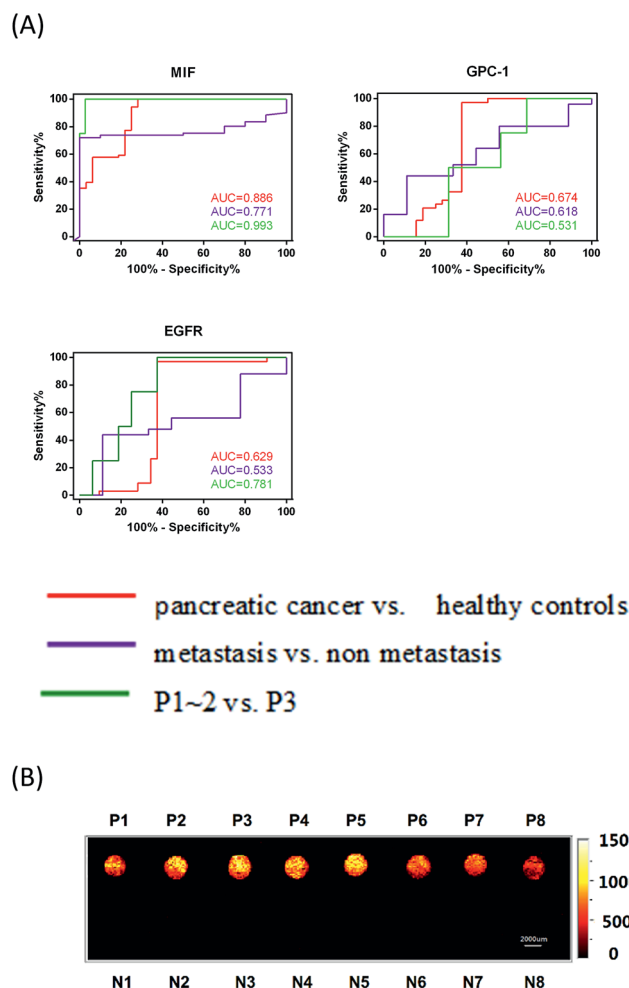 (A)
MIF
100
80
60
40
20
0
Sensitivity%
AUC=0.886
AUC=0.771
AUC=0.993
0 20 40 60 80 100
100% - Specificity%
GPC-1
100
80
60
40
20
0
Sensitivity%
AUC=0.674
AUC=0.618
AUC=0.531
0 20 40 60 80 100
100% - Specificity%
EGFR
100
80
60
40
20
0
Sensitivity%
AUC=0.629
AUC=0.533
AUC=0.781
0 20 40 60 80 100
100% - Specificity%
pancreatic cancer vs. healthy controls
metastasis vs. non metastasis
P1~2 vs. P3
(B)
P1 P2 P3 P4 P5 P6 P7 P8
150
100
500
0
2000um
N1 N2 N3 N4 N5 N6 N7 N8